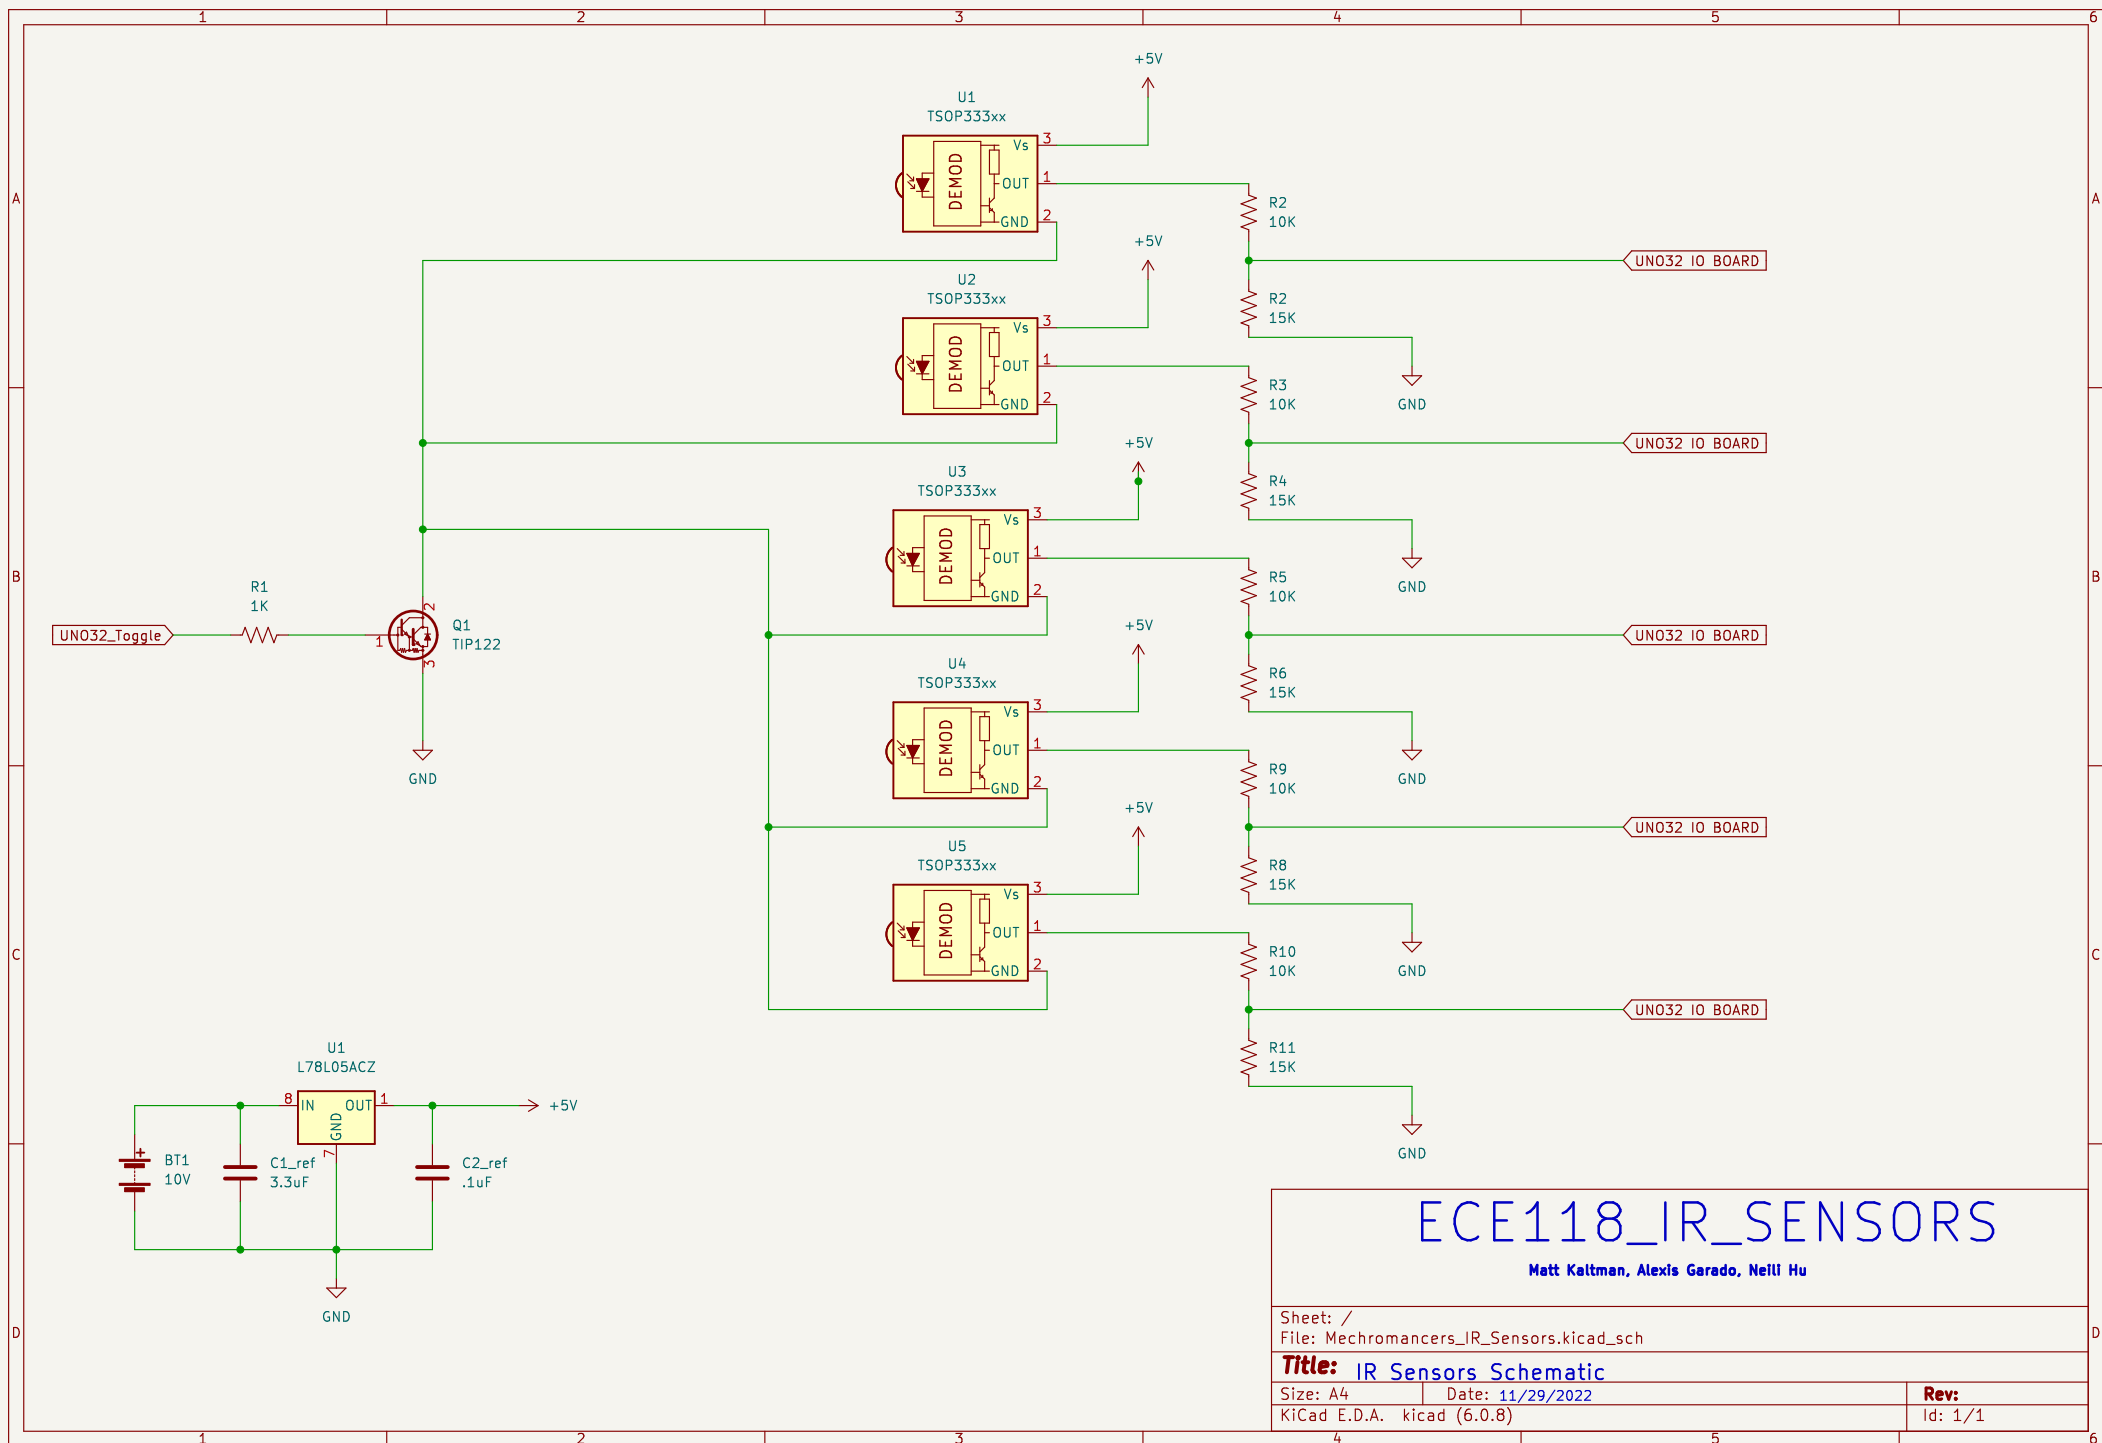 1 2 3 4 5 6
+5V
U1
TSOP333xx
Vs 3
DEMOD
OUT 1
GND 2
R2
10K
A A
+5V
UNO32 IO BOARD
U2
TSOP333xx
R2
15K
Vs 3
DEMOD
OUT 1
GND 2
R3
10K
GND
+5V
UNO32 IO BOARD
U3
TSOP333xx
R4
15K
Vs 3
DEMOD
OUT 1
GND 2
R5
10K
GND
B B
R1
1K
UNO32_Toggle
1
2
3
Q1
TIP122
GND
+5V
UNO32 IO BOARD
U4
TSOP333xx
R6
15K
Vs 3
DEMOD
OUT 1
GND 2
R9
10K
GND
+5V
UNO32 IO BOARD
U5
TSOP333xx
R8
15K
Vs 3
DEMOD
OUT 1
GND 2
R10
10K
GND
C C
UNO32 IO BOARD
R11
15K
GND
U1
L78L05ACZ
8 IN OUT 1
GND
7
+5V
+
BT1
10V
C1_ref
3.3uF
C2_ref
.1uF
GND
D D
ECE118_IR_SENSORS
Matt Kaltman, Alexis Garado, Neili Hu
Sheet: /
File: Mechromancers_IR_Sensors.kicad_sch
Title: IR Sensors Schematic
Size: A4 Date: 11/29/2022 Rev:
KiCad E.D.A. kicad (6.0.8) Id: 1/1
1 2 3 4 5 6